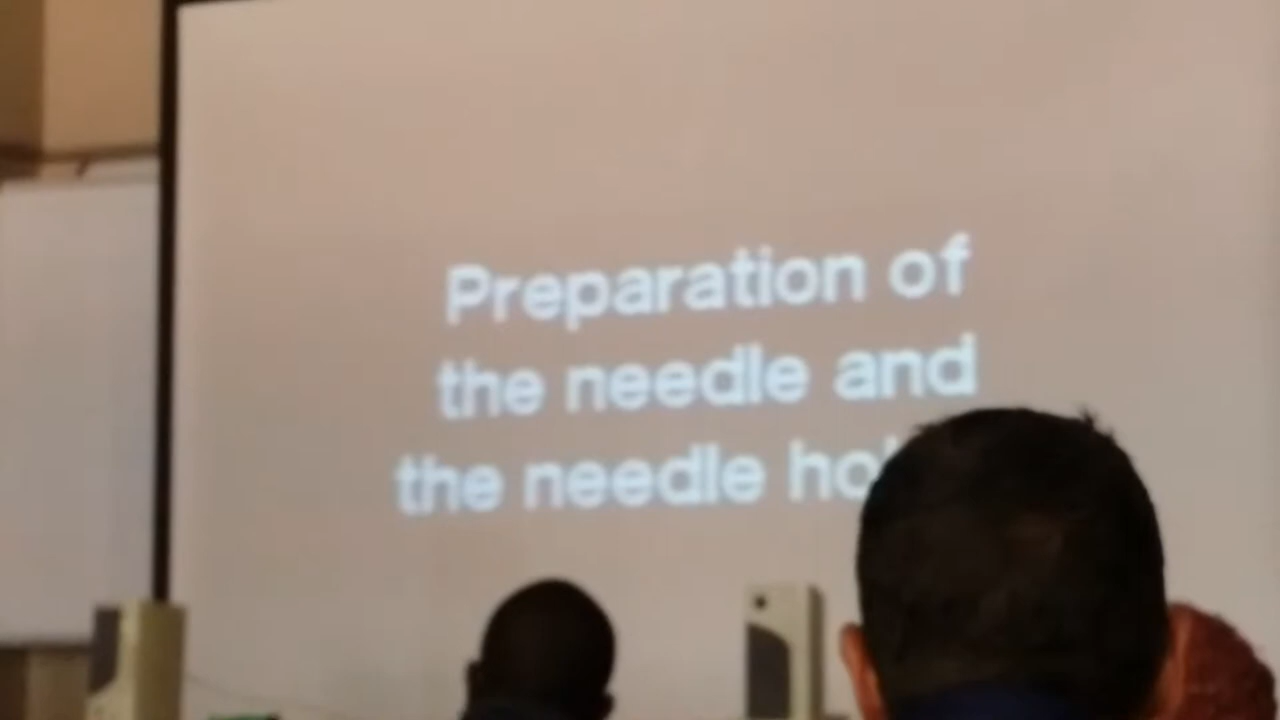 Preparation of
the needle and
the needle